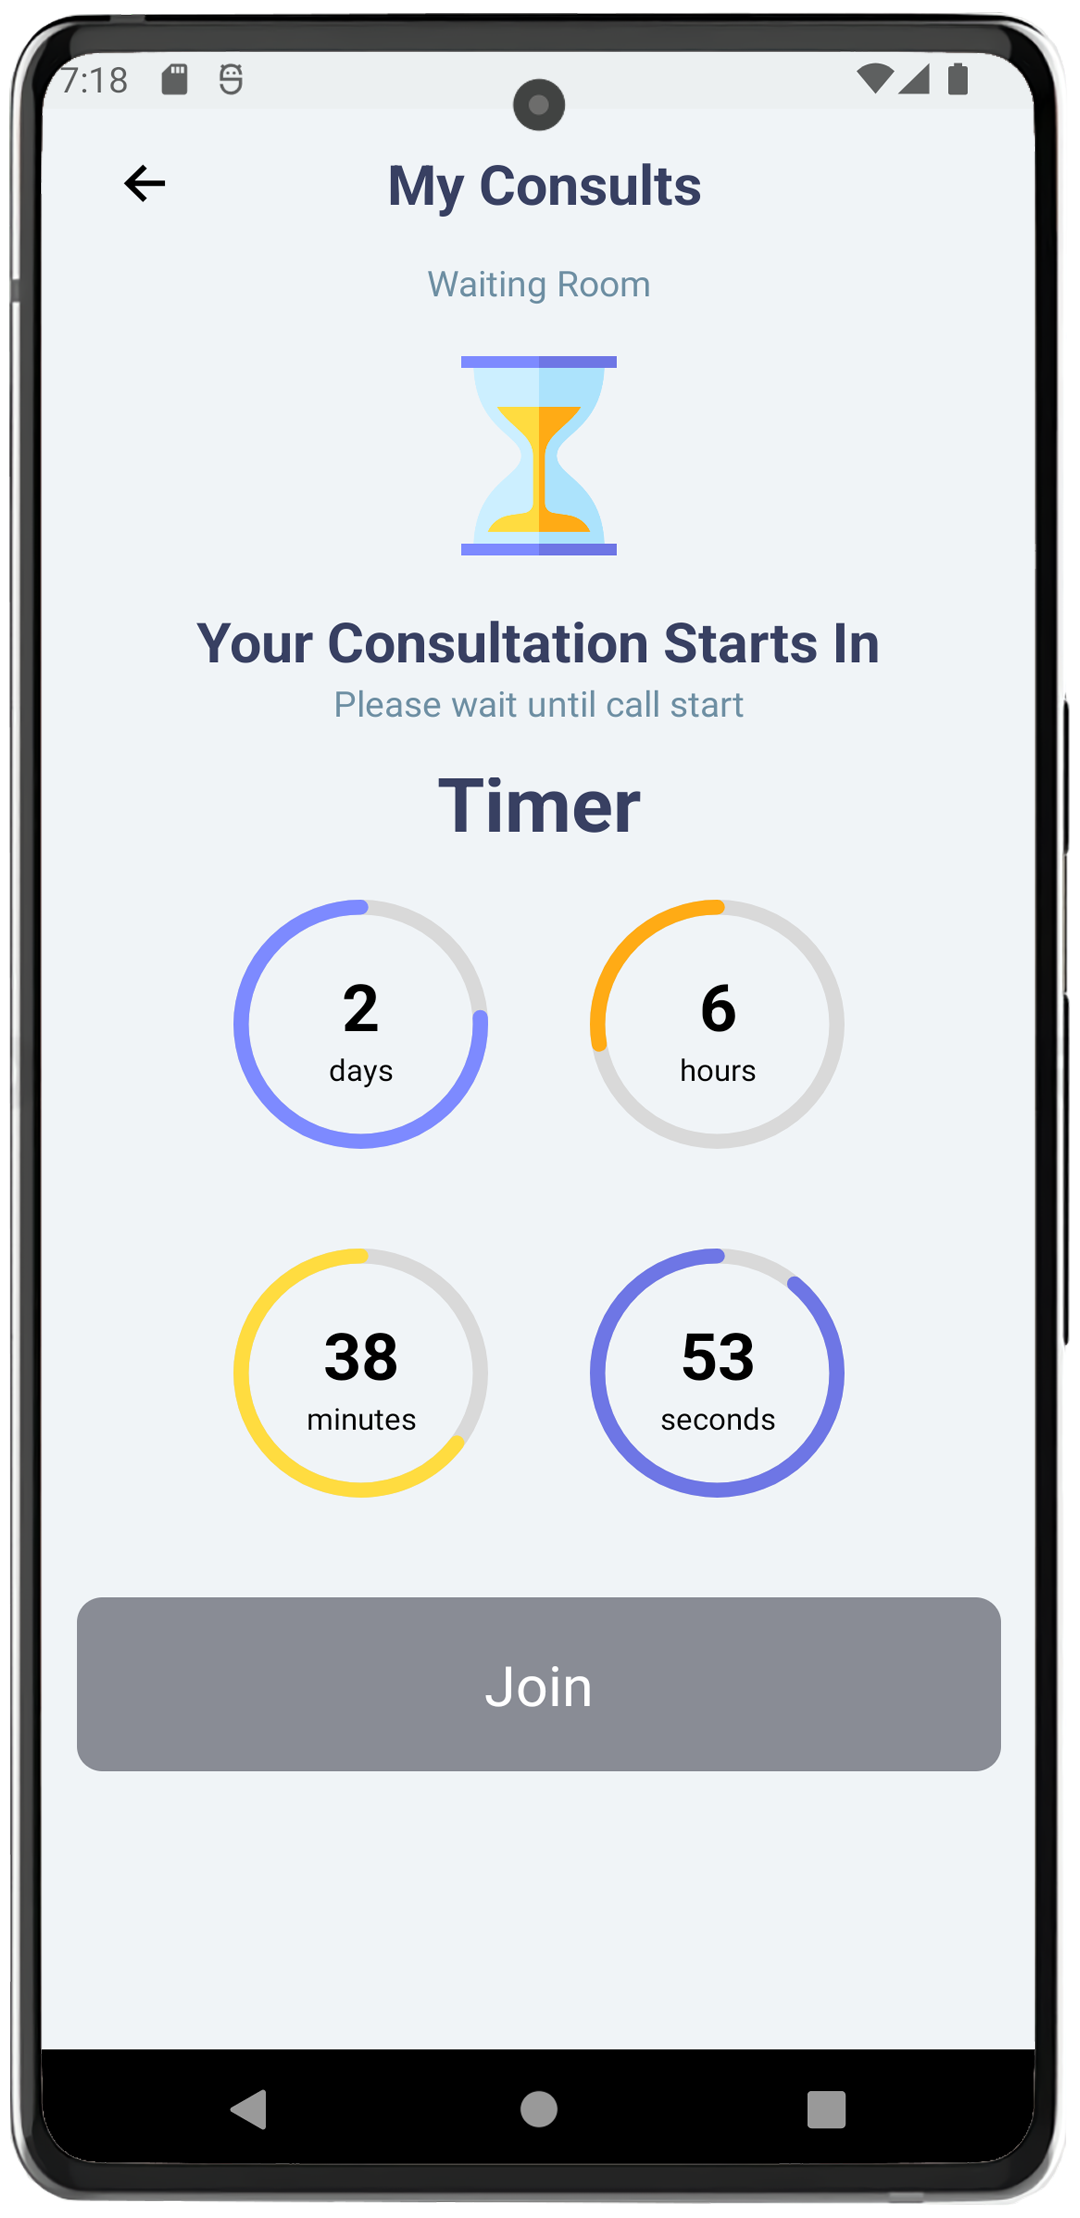 7:18
My Consults
Waiting Room
Your Consultation Starts In
Please wait until call start
Timer
2
days
6
hours
38
minutes
53
seconds
Join